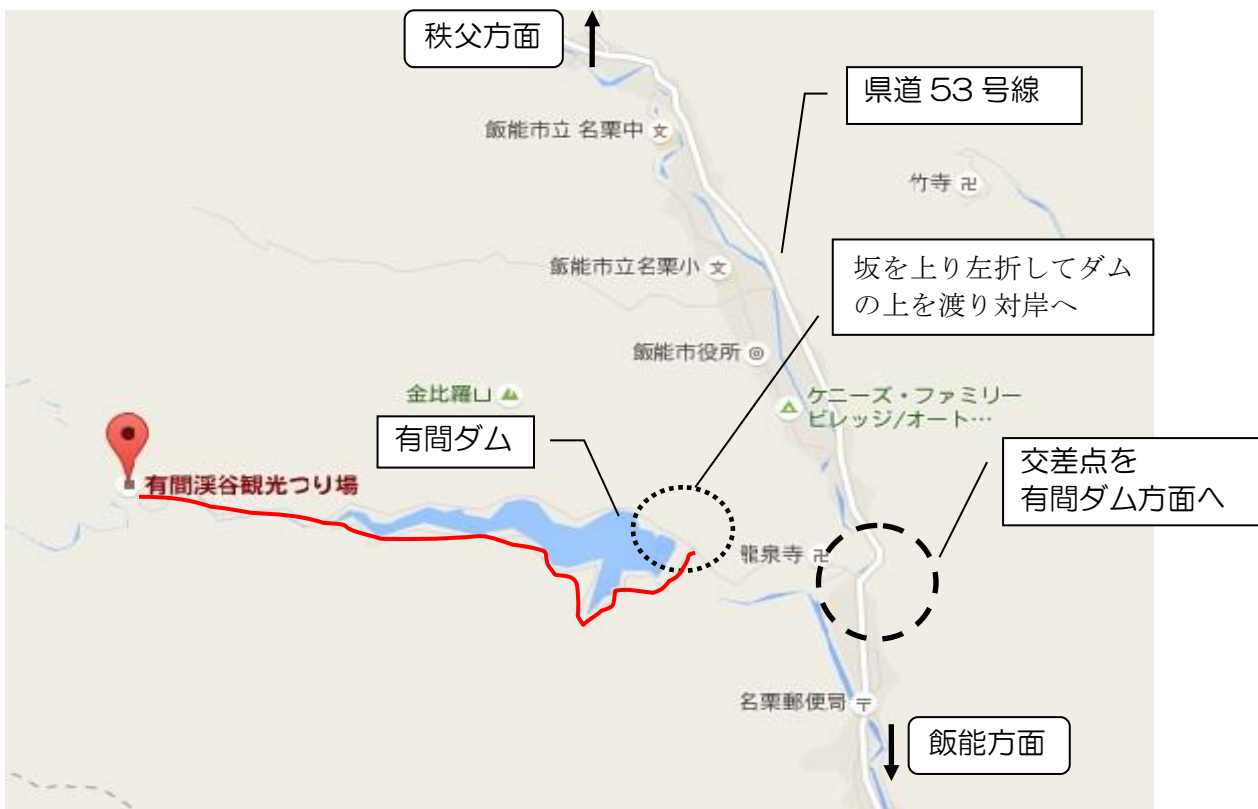 秩父方面
県道 53 号線
飯能市立 名栗中
文
竹寺 卍
飯能市立名栗小
文
坂を上り左折してダム
の上を渡り対岸へ
飯能市役所
金比羅山
ケニーズ・ファミリー
ビレッジ/オート…
有間ダム
交差点を
有間ダム方面へ
有間渓谷観光つり場
龍泉寺 卍
名栗郵便局 〒
飯能方面